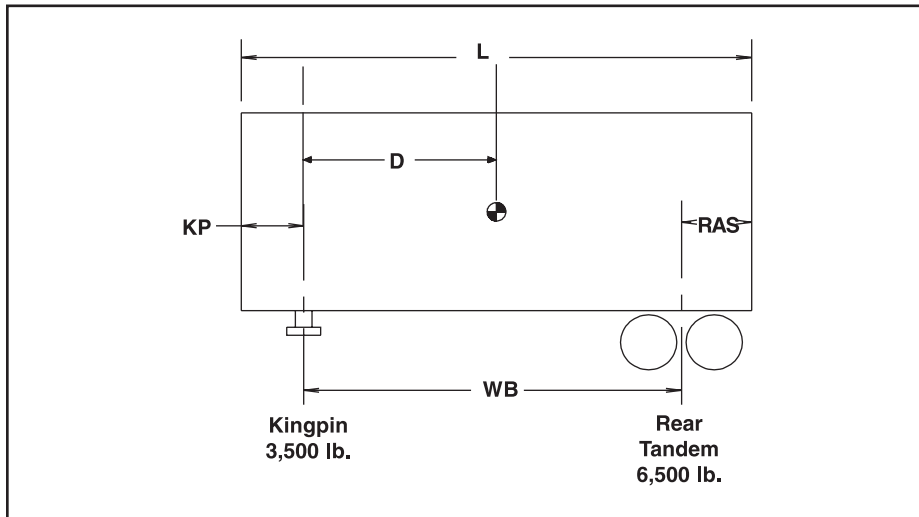 L
D
KP
RAS
WB
Kingpin
3,500 lb.
Rear
Tandem
6,500 lb.